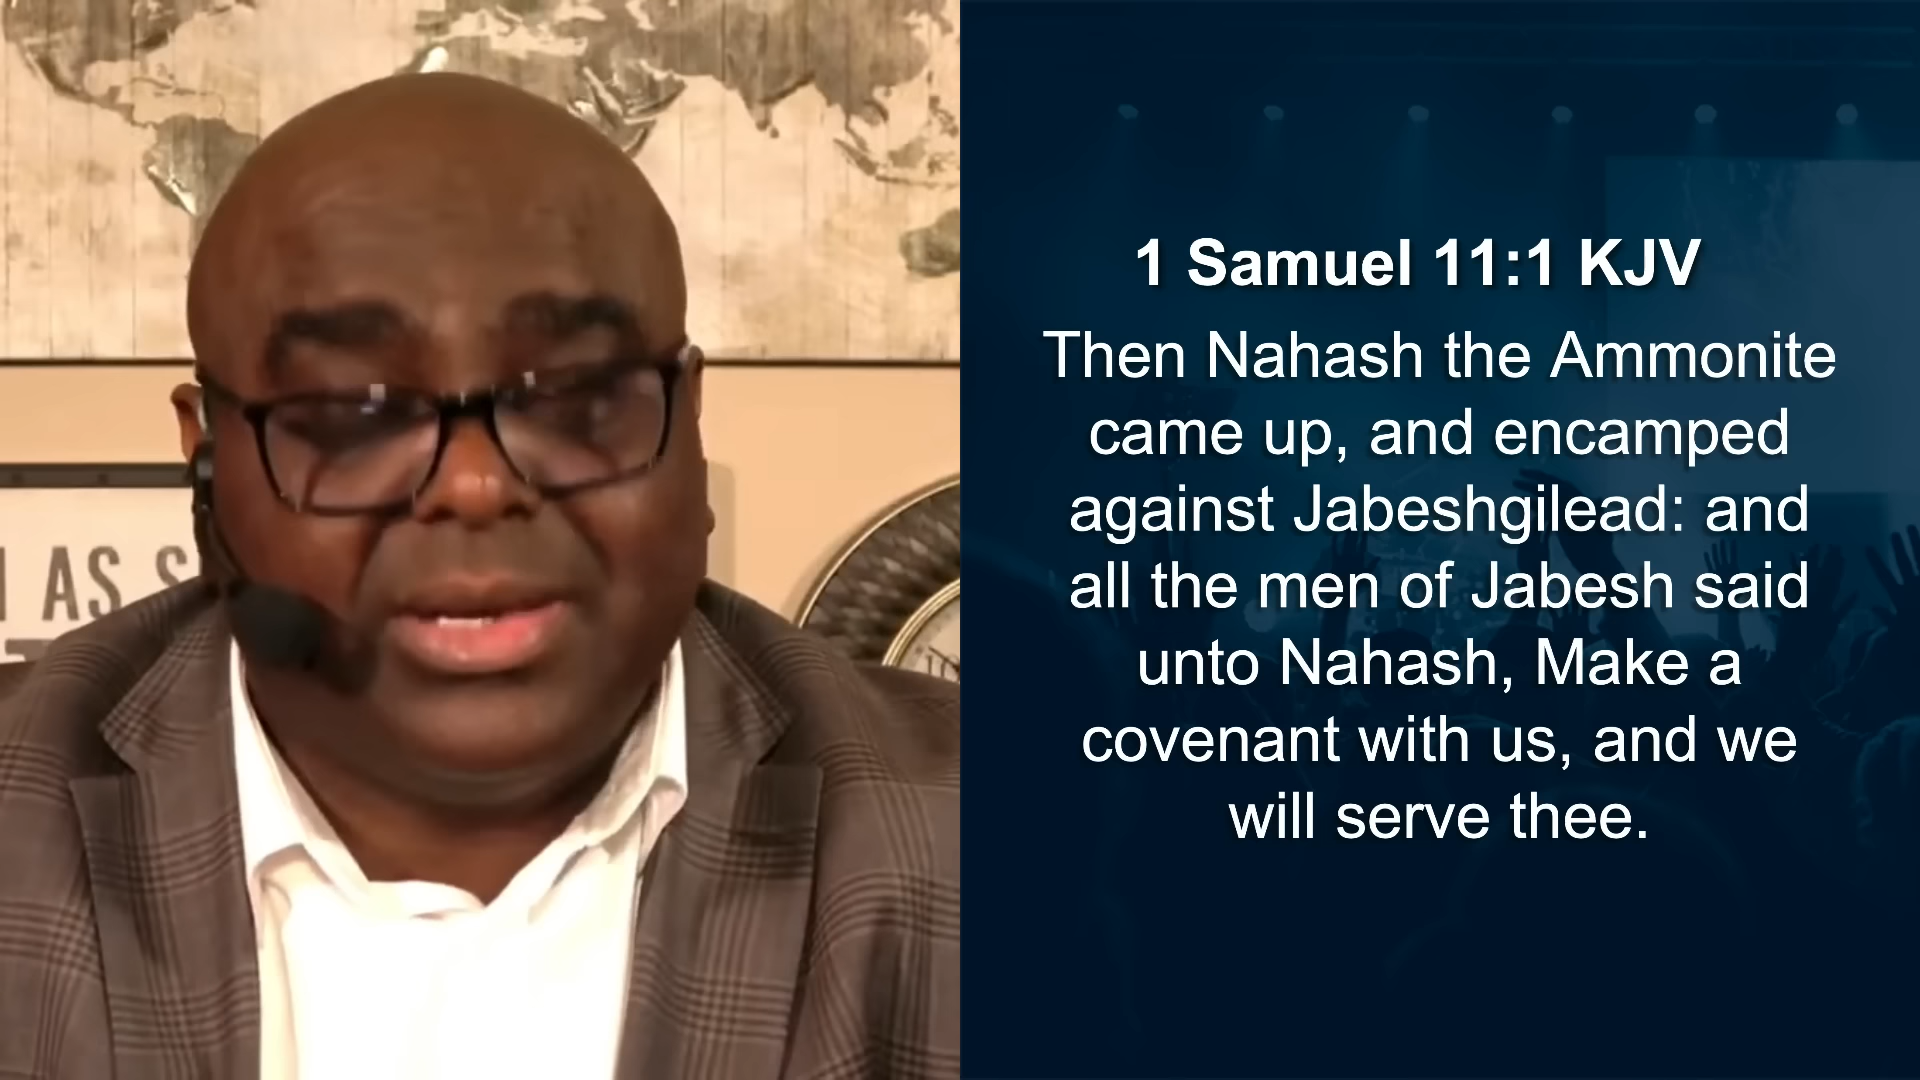 AS
1 Samuel 11:1 KJV
Then Nahash the Ammonite
came up, and encamped
against Jabeshgilead: and
all the men of Jabesh said
unto Nahash, Make a
covenant with us, and we
will serve thee.